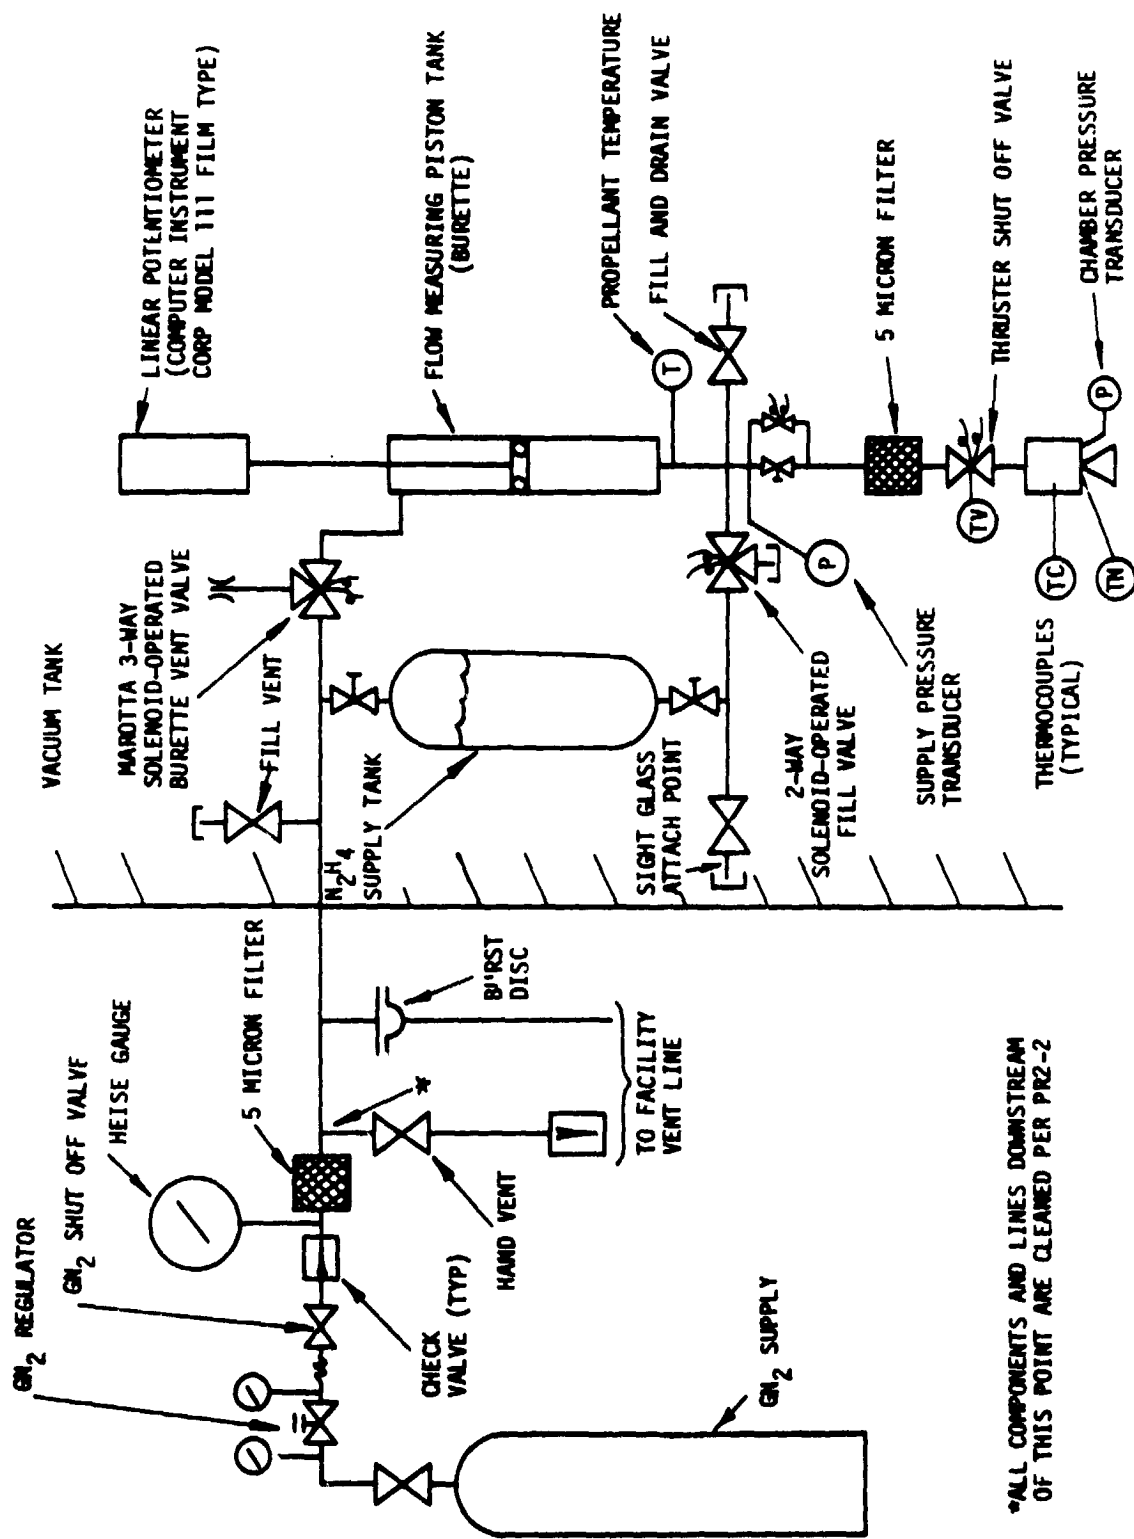 GN2 REGULATOR
GN2 SHUT OFF VALVE
HEISE GAUGE
5 MICRON FILTER
VACUUM TANK
MAROTTA 3-WAY
SOLENOID-OPERATED
BURETTE VENT VALVE
FILL VENT
LINEAR POTENTIOMETER
(COMPUTER INSTRUMENT
CORP MODEL 111 FILM TYPE)
FLOW MEASURING PISTON TANK
(BURETTE)
N2H4
SUPPLY TANK
PROPELLANT TEMPERATURE
T
FILL AND DRAIN VALVE
CHECK
VALVE (TYP)
HAND VENT
*
BURST
DISC
TO FACILITY
VENT LINE
SIGHT GLASS
ATTACH POINT
2-WAY
SOLENOID-OPERATED
FILL VALVE
P
SUPPLY PRESSURE
TRANSDUCER
5 MICRON FILTER
TV
THRUSTER SHUT OFF VALVE
GN2 SUPPLY
THERMOCOUPLES
(TYPICAL)
TC
TN
P
CHAMBER PRESSURE
TRANSDUCER
*ALL COMPONENTS AND LINES DOWNSTREAM
OF THIS POINT ARE CLEANED PER PR2-2